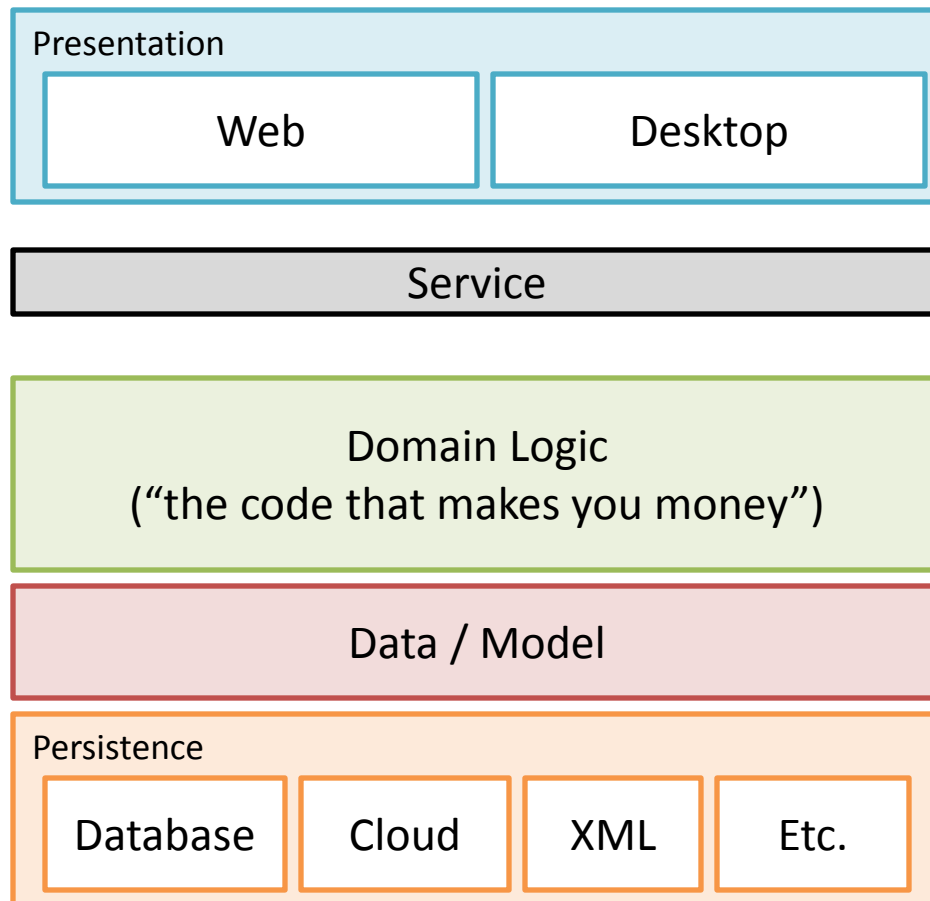 Presentation
Web
Desktop
Service
Domain Logic
(“the code that makes you money”)
Data / Model
Persistence
Database
Cloud
XML
Etc.